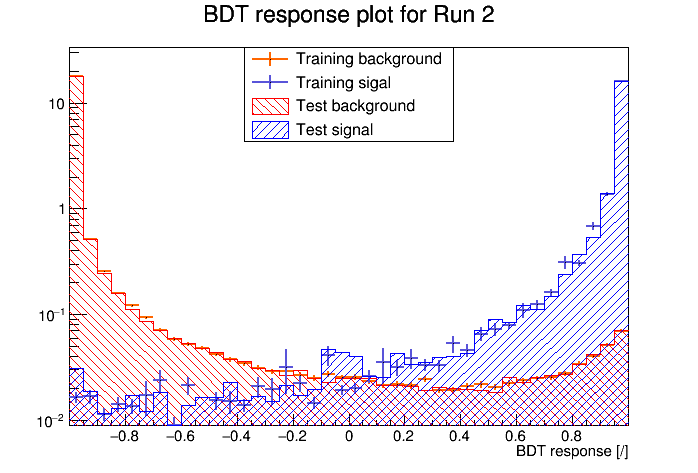 BDT response plot for Run 2
Training background
Training sigal
Test background
Test signal
10
1
10⁻¹
10⁻²
−0.8 −0.6 −0.4 −0.2 0 0.2 0.4 0.6 0.8
BDT response [/]